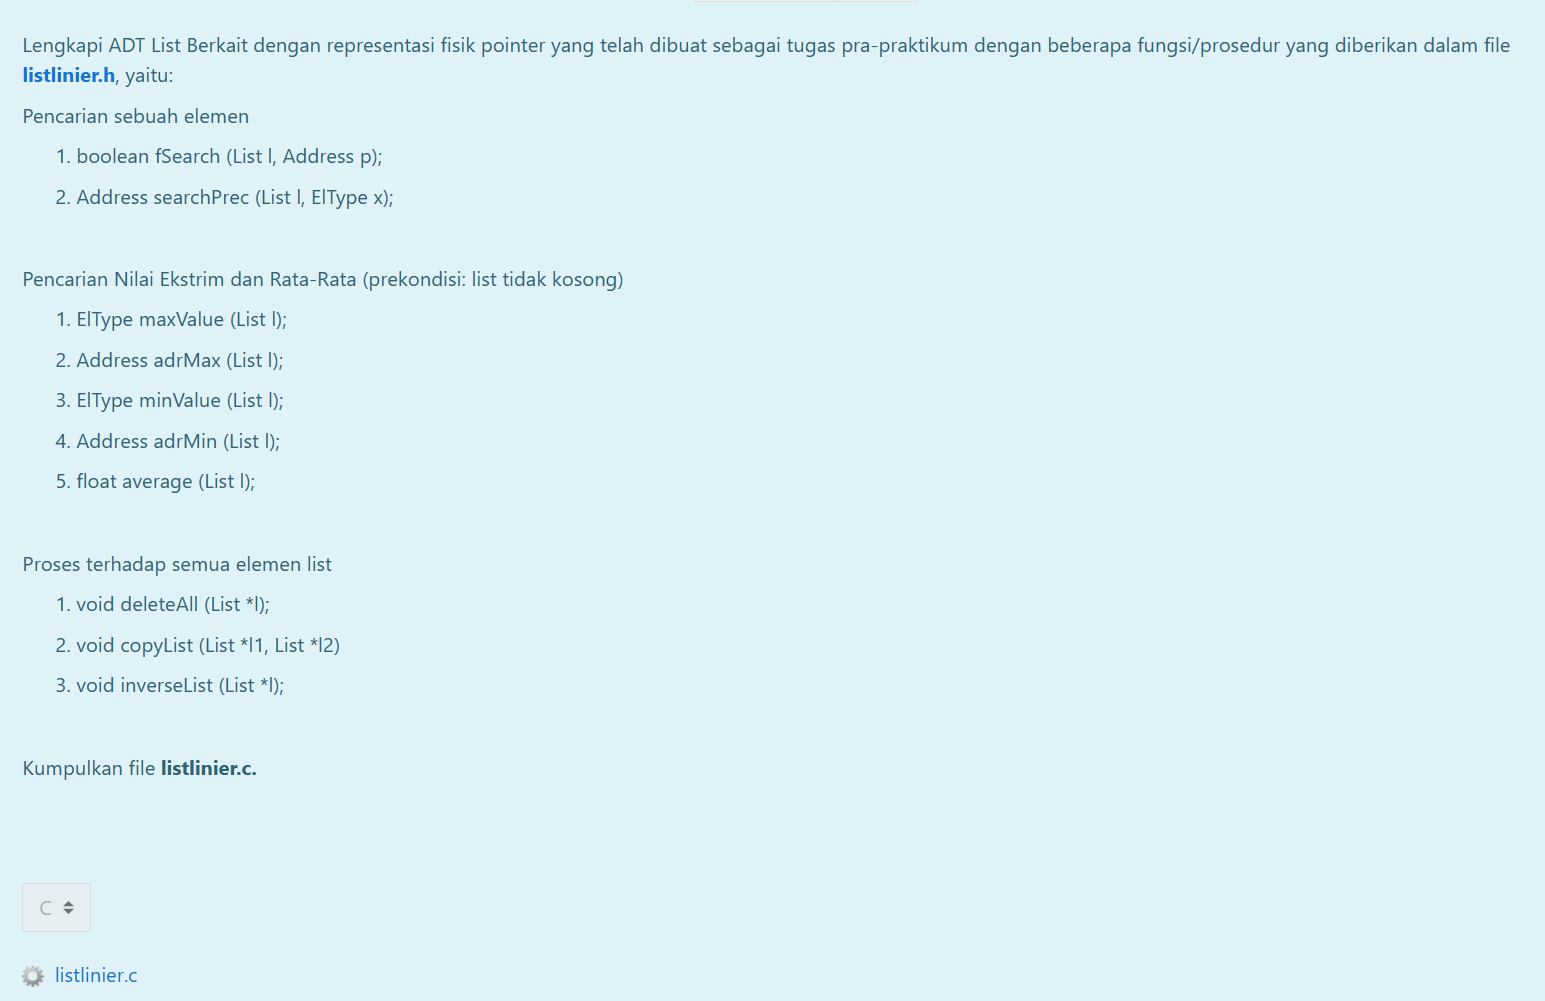 Lengkapi ADT List Berkait dengan representasi fisik pointer yang telah dibuat sebagai tugas pra-praktikum dengan beberapa fungsi/prosedur yang diberikan dalam file
listlinier.h, yaitu:
Pencarian sebuah elemen
1. boolean fSearch (List l, Address p);
2. Address searchPrec (List l, ElType x);
Pencarian Nilai Ekstrim dan Rata-Rata (prekondisi: list tidak kosong)
1. ElType maxValue (List l);
2. Address adrMax (List l);
3. ElType minValue (List l);
4. Address adrMin (List l);
5. float average (List l);
Proses terhadap semua elemen list
1. void deleteAll (List *l);
2. void copyList (List *l1, List *l2)
3. void inverseList (List *l);
Kumpulkan file listlinier.c.
C
listlinier.c